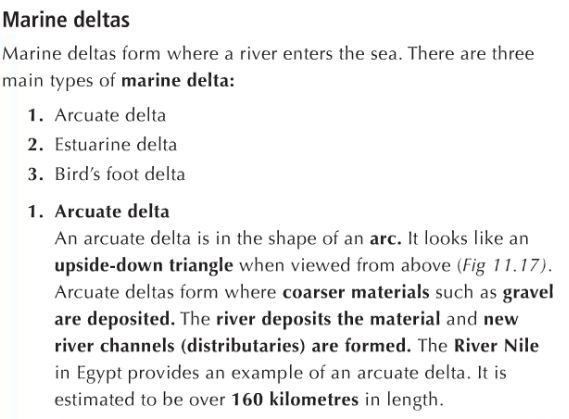 Marine deltas
Marine deltas form where a river enters the sea. There are three
main types of marine delta:
1. Arcuate delta
2. Estuarine delta
3. Bird's foot delta
1. Arcuate delta
An arcuate delta is in the shape of an arc. It looks like an
upside-down triangle when viewed from above (Fig 11.17).
Arcuate deltas form where coarser materials such as gravel
are deposited. The river deposits the material and new
river channels (distributaries) are formed. The River Nile
in Egypt provides an example of an arcuate delta. It is
estimated to be over 160 kilometres in length.